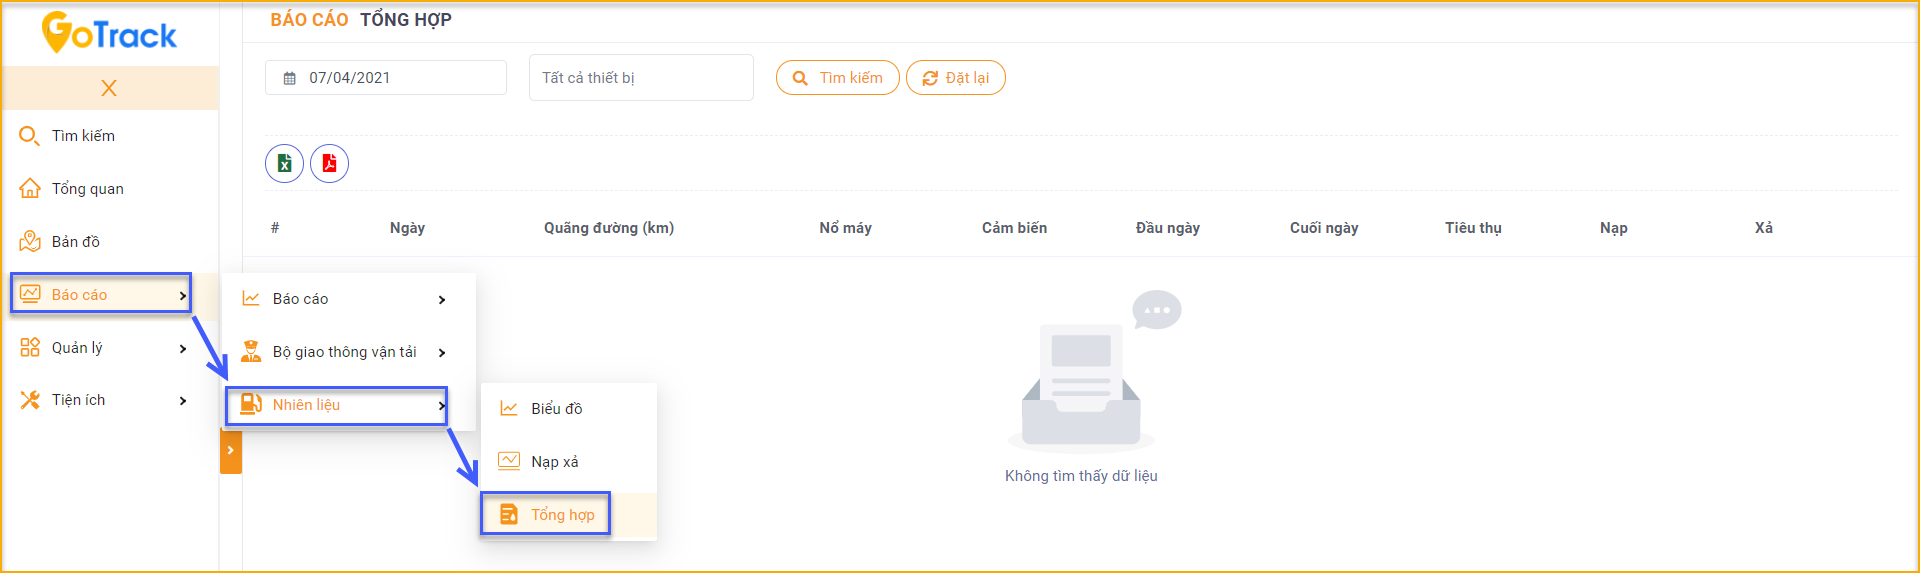 GoTrack
X
Tìm kiếm
Tổng quan
Bản đồ
Báo cáo
Quản lý
Tiện ích
Báo cáo
Bộ giao thông vận tải
Nhiên liệu
Biểu đồ
Nạp xả
Tổng hợp
BÁO CÁO TỔNG HỢP
07/04/2021
Tất cả thiết bị
Tìm kiếm
Đặt lại
# Ngày Quãng đường (km) Nổ máy Cảm biến Đầu ngày Cuối ngày Tiêu thụ Nạp Xả
Không tìm thấy dữ liệu